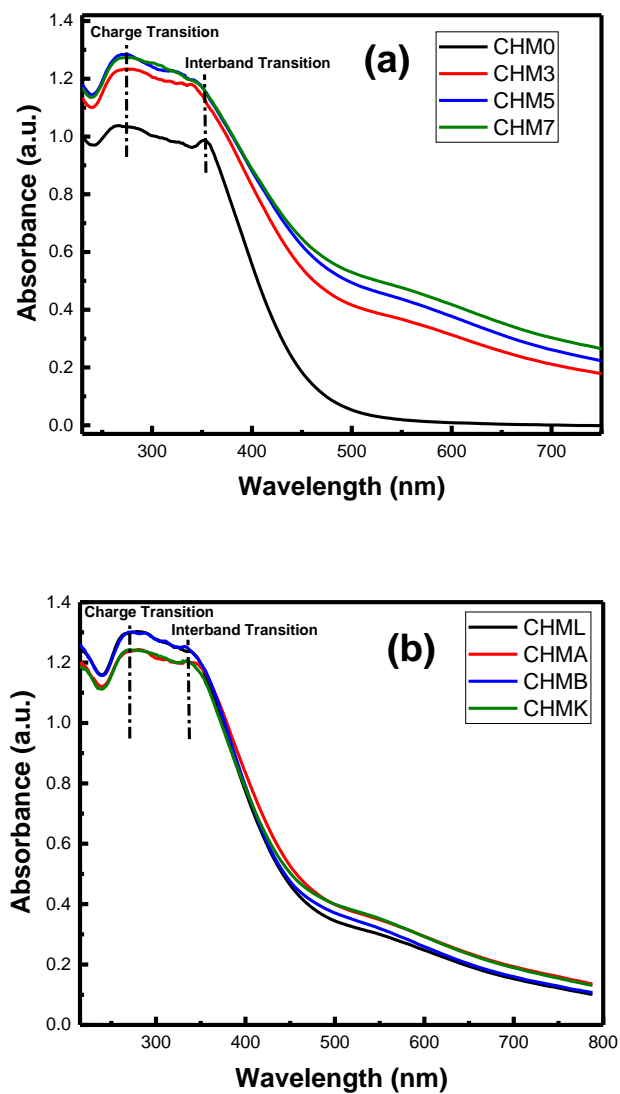 Charge Transition
Interband Transition
(a)
CHM0
CHM3
CHM5
CHM7
1.4
1.2
1.0
0.8
0.6
0.4
0.2
0.0
Absorbance (a.u.)
300 400 500 600 700
Wavelength (nm)
Charge Transition
Interband Transition
(b)
CHML
CHMA
CHMB
CHMK
1.4
1.2
1.0
0.8
0.6
0.4
0.2
0.0
Absorbance (a.u.)
300 400 500 600 700 800
Wavelength (nm)